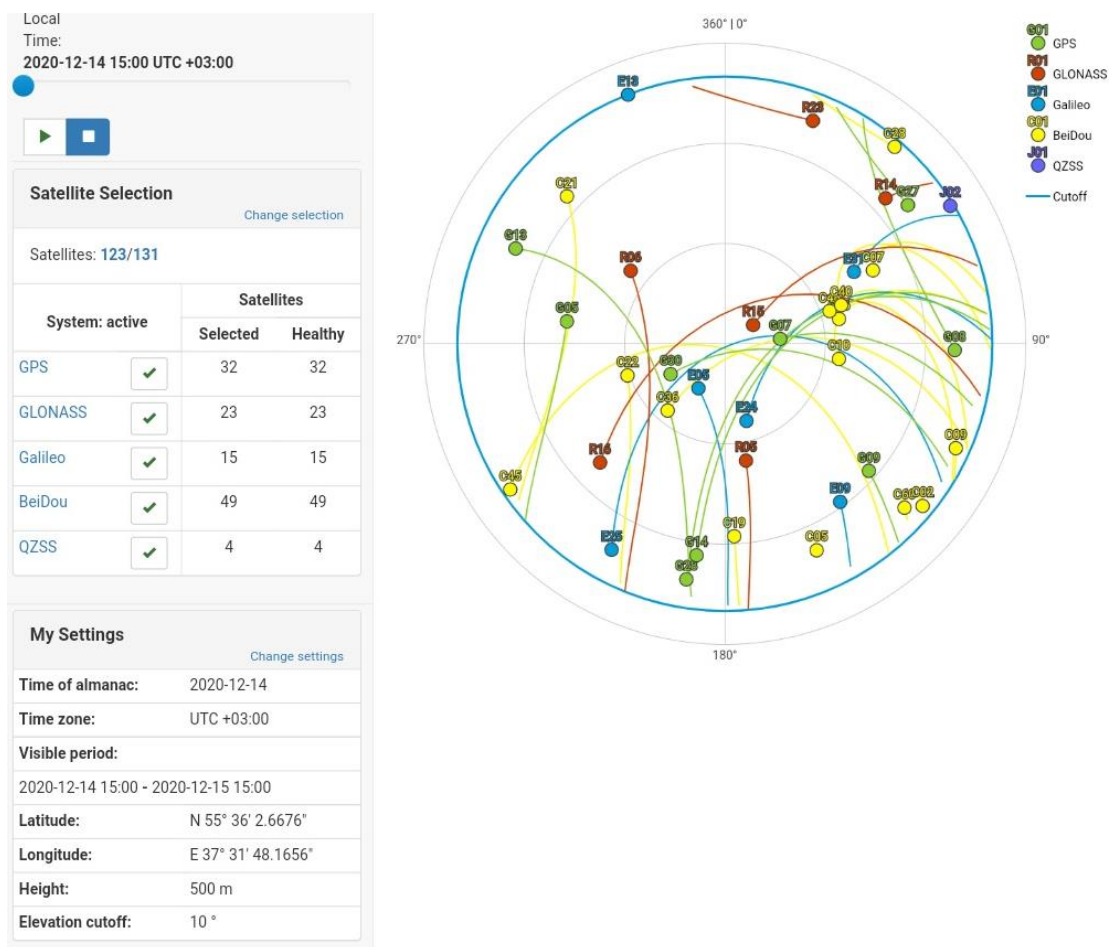 Local
Time:
2020-12-14 15:00 UTC +03:00
Satellite Selection
Change selection
Satellites: 123/131
System: active
Satellites
Selected
Healthy
GPS 32 32
GLONASS 23 23
Galileo 15 15
BeiDou 49 49
QZSS 4 4
My Settings
Change settings
Time of almanac: 2020-12-14
Time zone: UTC +03:00
Visible period:
2020-12-14 15:00 - 2020-12-15 15:00
Latitude: N 55° 36' 2.6676"
Longitude: E 37° 31' 48.1656"
Height: 500 m
Elevation cutoff: 10 °
360° | 0°
E13
R23
C21
R14
G27
J02
G13
R06
E31
C07
G05
C40
R15
G07
270°
90°
G08
C22
G30
E05
C10
C36
E24
C09
R16
R05
G09
C45
E09
C02
E25
C19
G14
C05
180°
G01
GPS
R01
GLONASS
E01
Galileo
C01
BeiDou
J01
QZSS
Cutoff